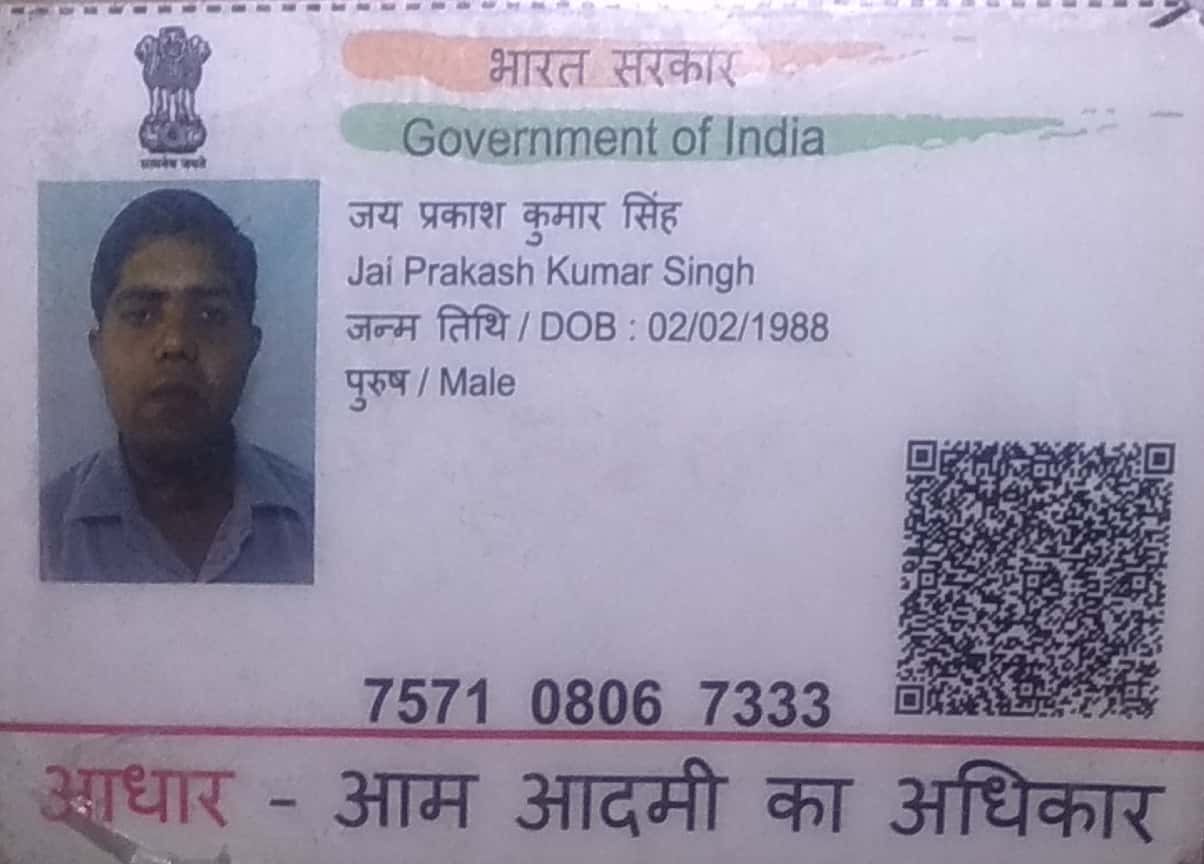 भारत सरकार
Government of India
सत्यमेव जयते
जय प्रकाश कुमार सिंह
Jai Prakash Kumar Singh
जन्म तिथि / DOB : 02/02/1988
पुरुष / Male
7571 0806 7333
आधार - आम आदमी का अधिकार